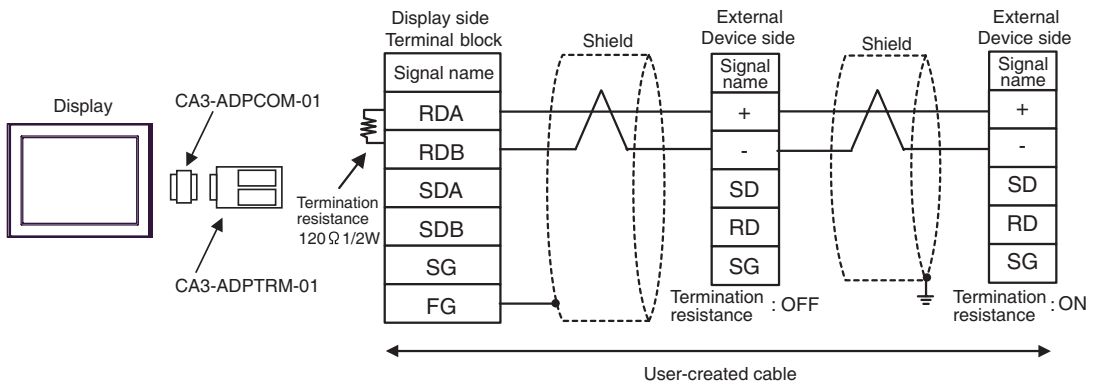 Display
CA3-ADPCOM-01
CA3-ADPTRM-01
Termination
resistance
120Ω 1/2W
Display side
Terminal block
Signal name
RDA
RDB
SDA
SDB
SG
FG
Shield
External
Device side
Signal
name
+
-
SD
RD
SG
Termination
resistance : OFF
Shield
External
Device side
Signal
name
+
-
SD
RD
SG
Termination
resistance : ON
User-created cable